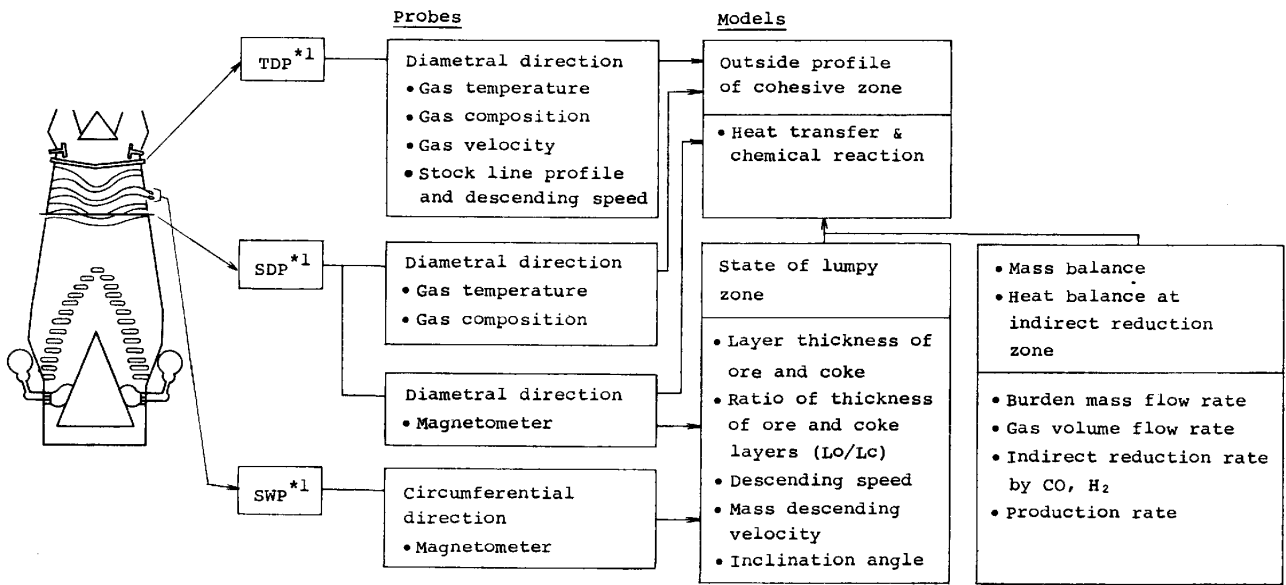 Probes
Models
TDP*1
Diametral direction
• Gas temperature
• Gas composition
• Gas velocity
• Stock line profile
and descending speed
Outside profile
of cohesive zone
• Heat transfer &
chemical reaction
SDP*1
Diametral direction
• Gas temperature
• Gas composition
Diametral direction
• Magnetometer
SWP*1
Circumferential
direction
• Magnetometer
State of lumpy
zone
• Layer thickness of
ore and coke
• Ratio of thickness
of ore and coke
layers (Lo/Lc)
• Descending speed
• Mass descending
velocity
• Inclination angle
• Mass balance
• Heat balance at
indirect reduction
zone
• Burden mass flow rate
• Gas volume flow rate
• Indirect reduction rate
by CO, H2
• Production rate